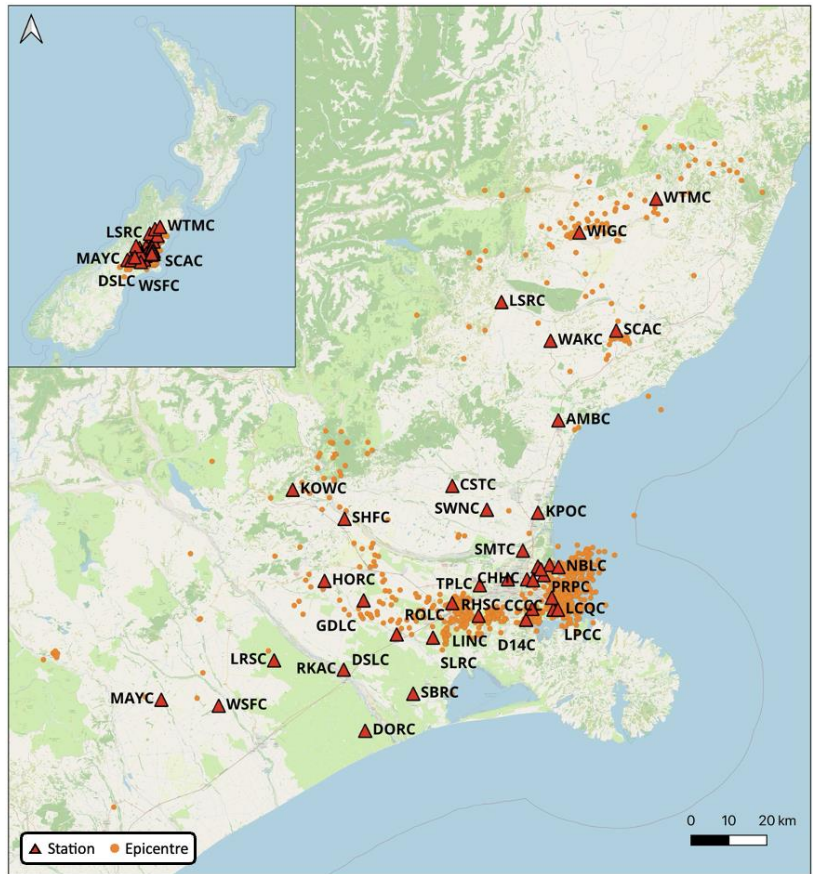 LSRC
WTMC
MAYC
SCAC
DSLC
WSFC
WTMC
WIGC
LSRC
SCAC
WAKC
AMBC
KOWC
CSTC
SWNC
KPOC
SHFC
SMTC
NBLC
HORC
TPLC
CHHC
PRPC
GDLC
ROLC
RHSC
CCCC
LCQC
LINC
D14C
LPCC
LRSC
RKAC
DSLC
SLRC
MAYC
WSFC
SBRC
DORC
0 10 20 km
Station Epicentre